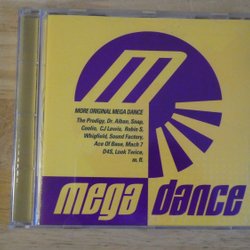 MORE ORIGINAL MEGA DANCE
The Prodigy, Dr. Alban, Snap,
Coolio, CJ Lewis, Robin S,
Whigfield, Sound Factory,
Ace Of Base, Mach 7
D4S, Look Twice,
m. fl.
mega dance